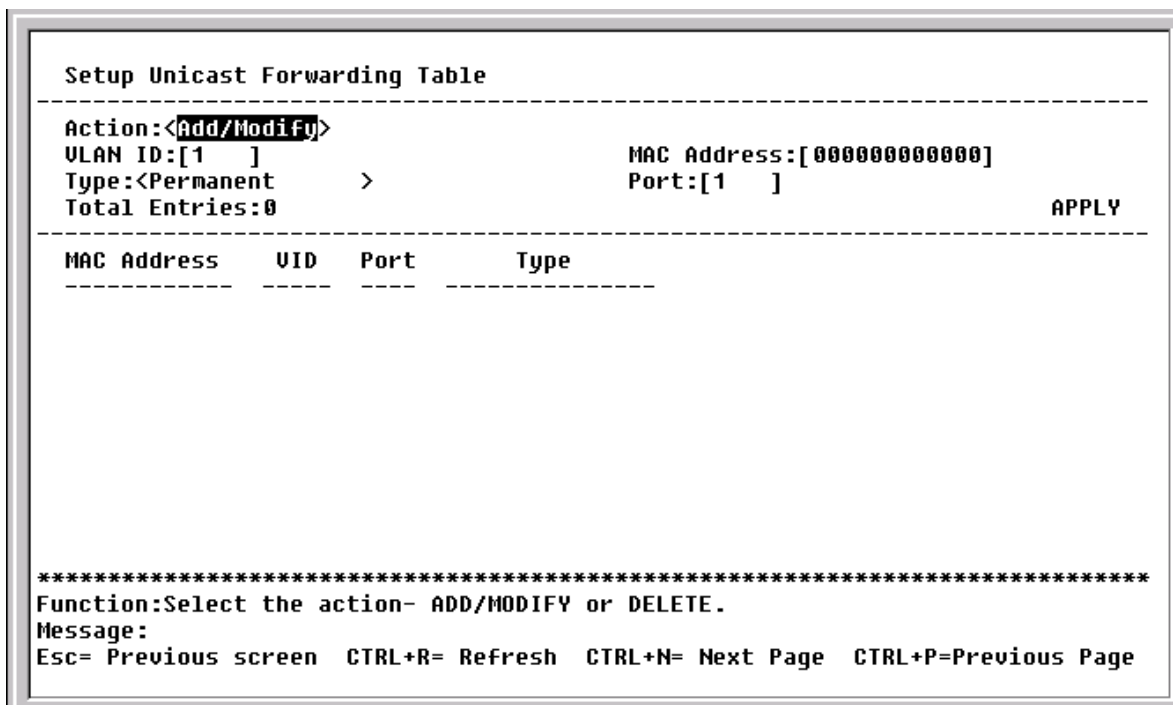 Setup Unicast Forwarding Table
--------------------------------------------------------------------------------
Action:<Add/Modify>
VLAN ID:[1   ]                          MAC Address:[000000000000]
Type:<Permanent      >                  Port:[1   ]
Total Entries:0                                                       APPLY
--------------------------------------------------------------------------------
MAC Address   VID   Port       Type
------------  -----  ----  ---------------
********************************************************************************
Function:Select the action- ADD/MODIFY or DELETE.
Message:
Esc= Previous screen  CTRL+R= Refresh  CTRL+N= Next Page  CTRL+P=Previous Page